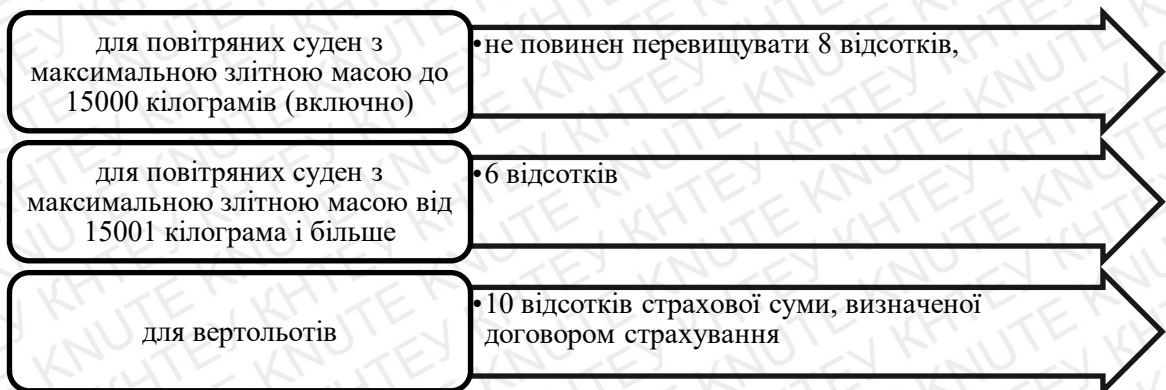 для повітряних суден з
максимальною злітною масою до
15000 кілограмів (включно)
•не повинен перевищувати 8 відсотків,
для повітряних суден з
максимальною злітною масою від
15001 кілограма і більше
•6 відсотків
для вертольотів
•10 відсотків страхової суми, визначеної
договором страхування